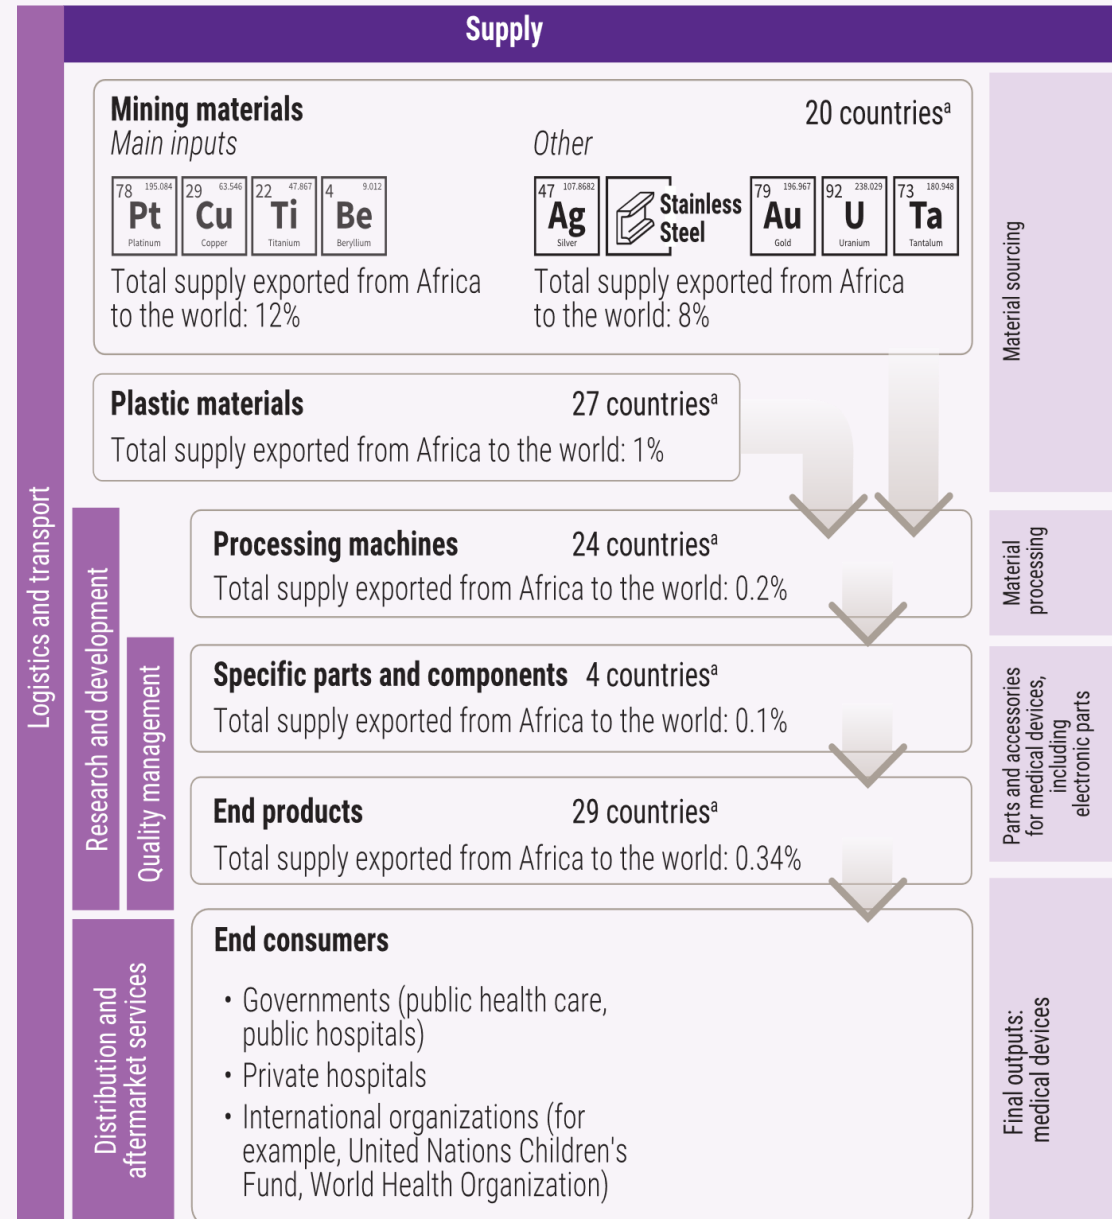 Supply
Mining materials
20 countriesᵃ
Main inputs
Other
78 195.084
Pt
Platinum
29 63.546
Cu
Copper
22 47.867
Ti
Titanium
4 9.012
Be
Beryllium
47 107.8682
Ag
Silver
Stainless
Steel
79 196.967
Au
Gold
92 238.029
U
Uranium
73 180.948
Ta
Tantalum
Total supply exported from Africa
to the world: 12%
Total supply exported from Africa
to the world: 8%
Plastic materials 27 countriesᵃ
Total supply exported from Africa to the world: 1%
Processing machines 24 countriesᵃ
Total supply exported from Africa to the world: 0.2%
Specific parts and components 4 countriesᵃ
Total supply exported from Africa to the world: 0.1%
End products 29 countriesᵃ
Total supply exported from Africa to the world: 0.34%
End consumers
• Governments (public health care,
public hospitals)
• Private hospitals
• International organizations (for
example, United Nations Children's
Fund, World Health Organization)
Logistics and transport
Research and development
Quality management
Distribution and
aftermarket services
Material sourcing
Material
processing
Parts and accessories
for medical devices,
including
electronic parts
Final outputs:
medical devices